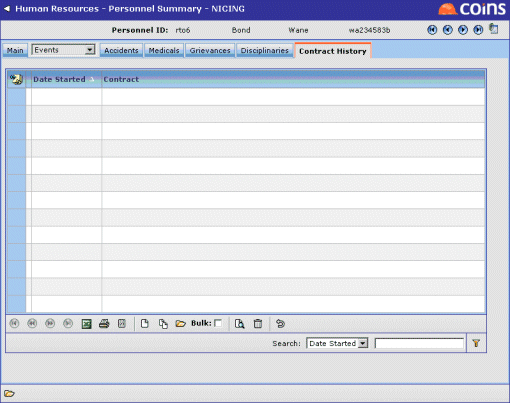 Human Resources - Personnel Summary - NICING
COINS
Personnel ID: rto6 Bond Wane wa234583b
Main Events Accidents Medicals Grievances Disciplinaries Contract History
Date Started Contract
Bulk:
Search: Date Started